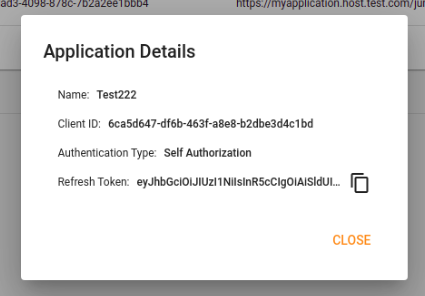 ad3-4098-878c-7b2a2ee1bbb4 https://myapplication.host.test.com/jur
Application Details
Name: Test222
Client ID: 6ca5d647-df6b-463f-a8e8-b2dbe3d4c1bd
Authentication Type: Self Authorization
Refresh Token: eyJhbGciOiJIUzI1NiIsInR5cCIgOiAiSldUI...
CLOSE